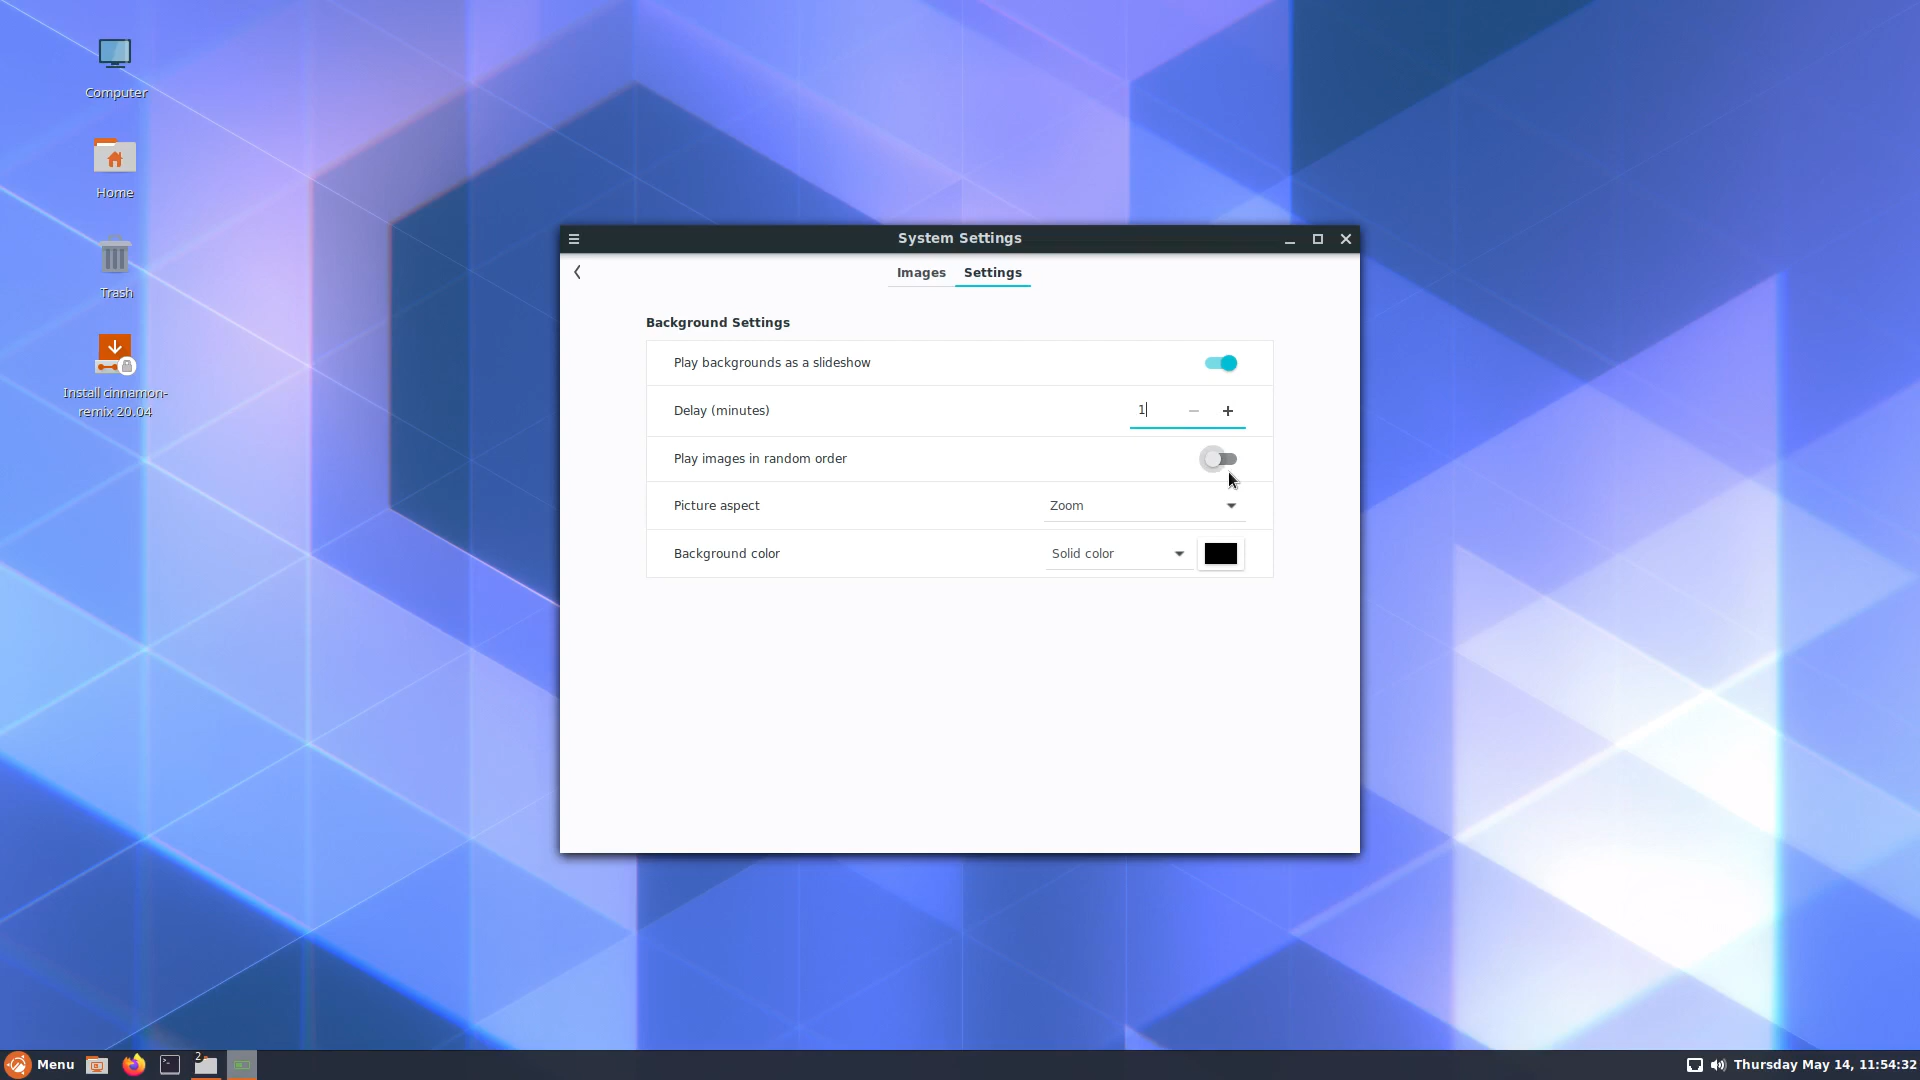 Computer
Home
Trash
Install cinnamon-
remix 20.04
System Settings
Images Settings
Background Settings
Play backgrounds as a slideshow
Delay (minutes) 1
Play images in random order
Picture aspect Zoom
Background color Solid color
Menu 2 Thursday May 14, 11:54:32